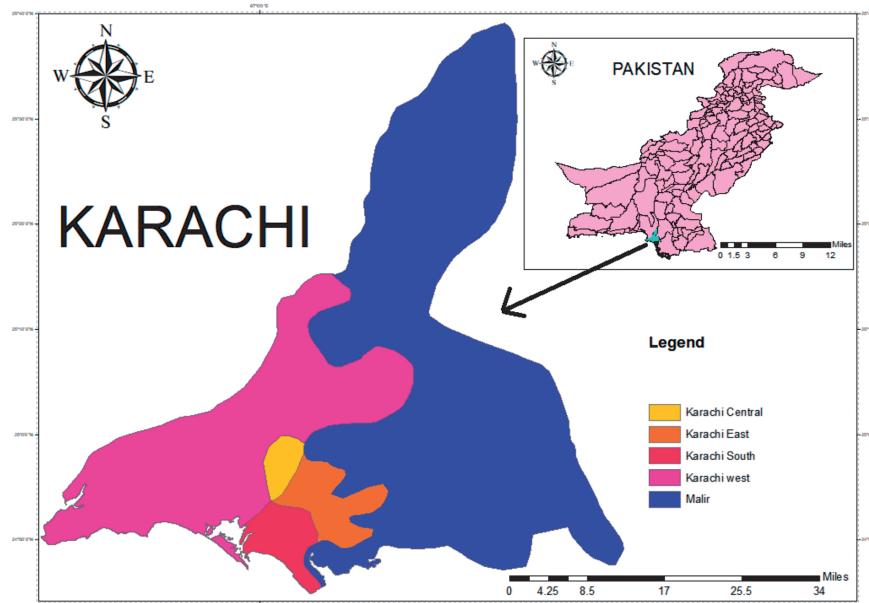 N
W
E
S
KARACHI
N
W
E
S
PAKISTAN
Miles
0 1.5 3 6 9 12
Legend
Karachi Central
Karachi East
Karachi South
Karachi west
Malir
Miles
0 4.25 8.5 17 25.5 34